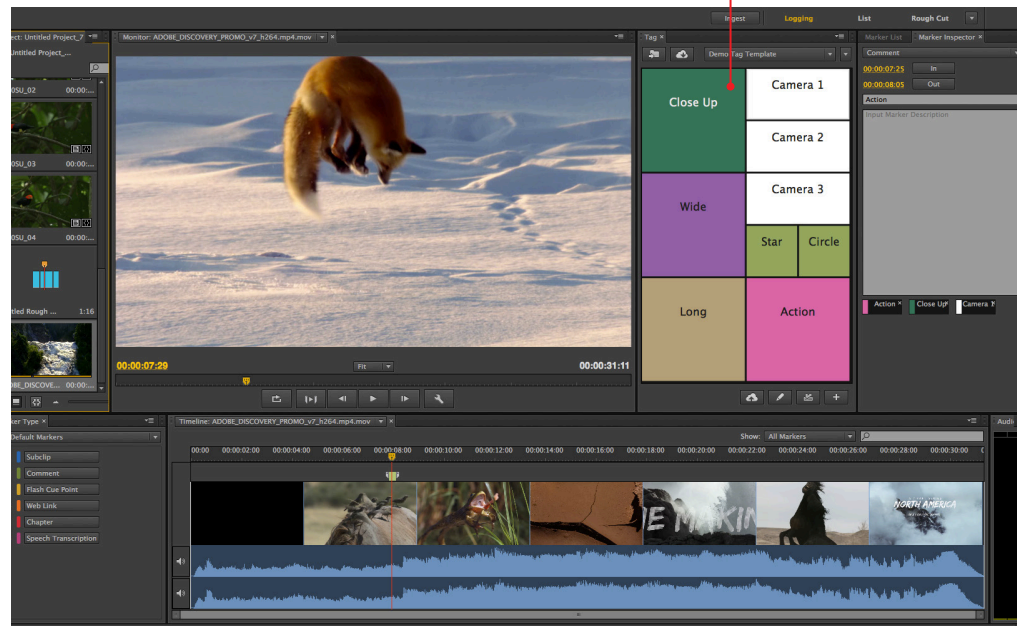 Ingest
Logging
List
Rough Cut
ect: Untitled Project_7
Monitor: ADOBE_DISCOVERY_PROMO_v7_h264.mp4.mov
Tag
Marker List
Marker Inspector
Untitled Project_...
Demo Tag Template
Comment
00:00:07:25
In
00:00:08:05
Out
Action
Input Marker Description
0SU_02 00:00:...
0SU_03 00:00:...
0SU_04 00:00:...
tled Rough ... 1:16
BE_DISCOVE... 00:00:...
Close Up
Camera 1
Camera 2
Camera 3
Wide
Star
Circle
Long
Action
Action
Close Up
Camera 1
00:00:07:29
Fit
00:00:31:11
ker Type
Default Markers
Subclip
Comment
Flash Cue Point
Web Link
Chapter
Speech Transcription
Timeline: ADOBE_DISCOVERY_PROMO_v7_h264.mp4.mov
Show: All Markers
00:00 00:00:02:00 00:00:04:00 00:00:06:00 00:00:08:00 00:00:10:00 00:00:12:00 00:00:14:00 00:00:16:00 00:00:18:00 00:00:20:00 00:00:22:00 00:00:24:00 00:00:26:00 00:00:28:00 00:00:30:00
E MAKIN
NORTH AMERICA
Audio